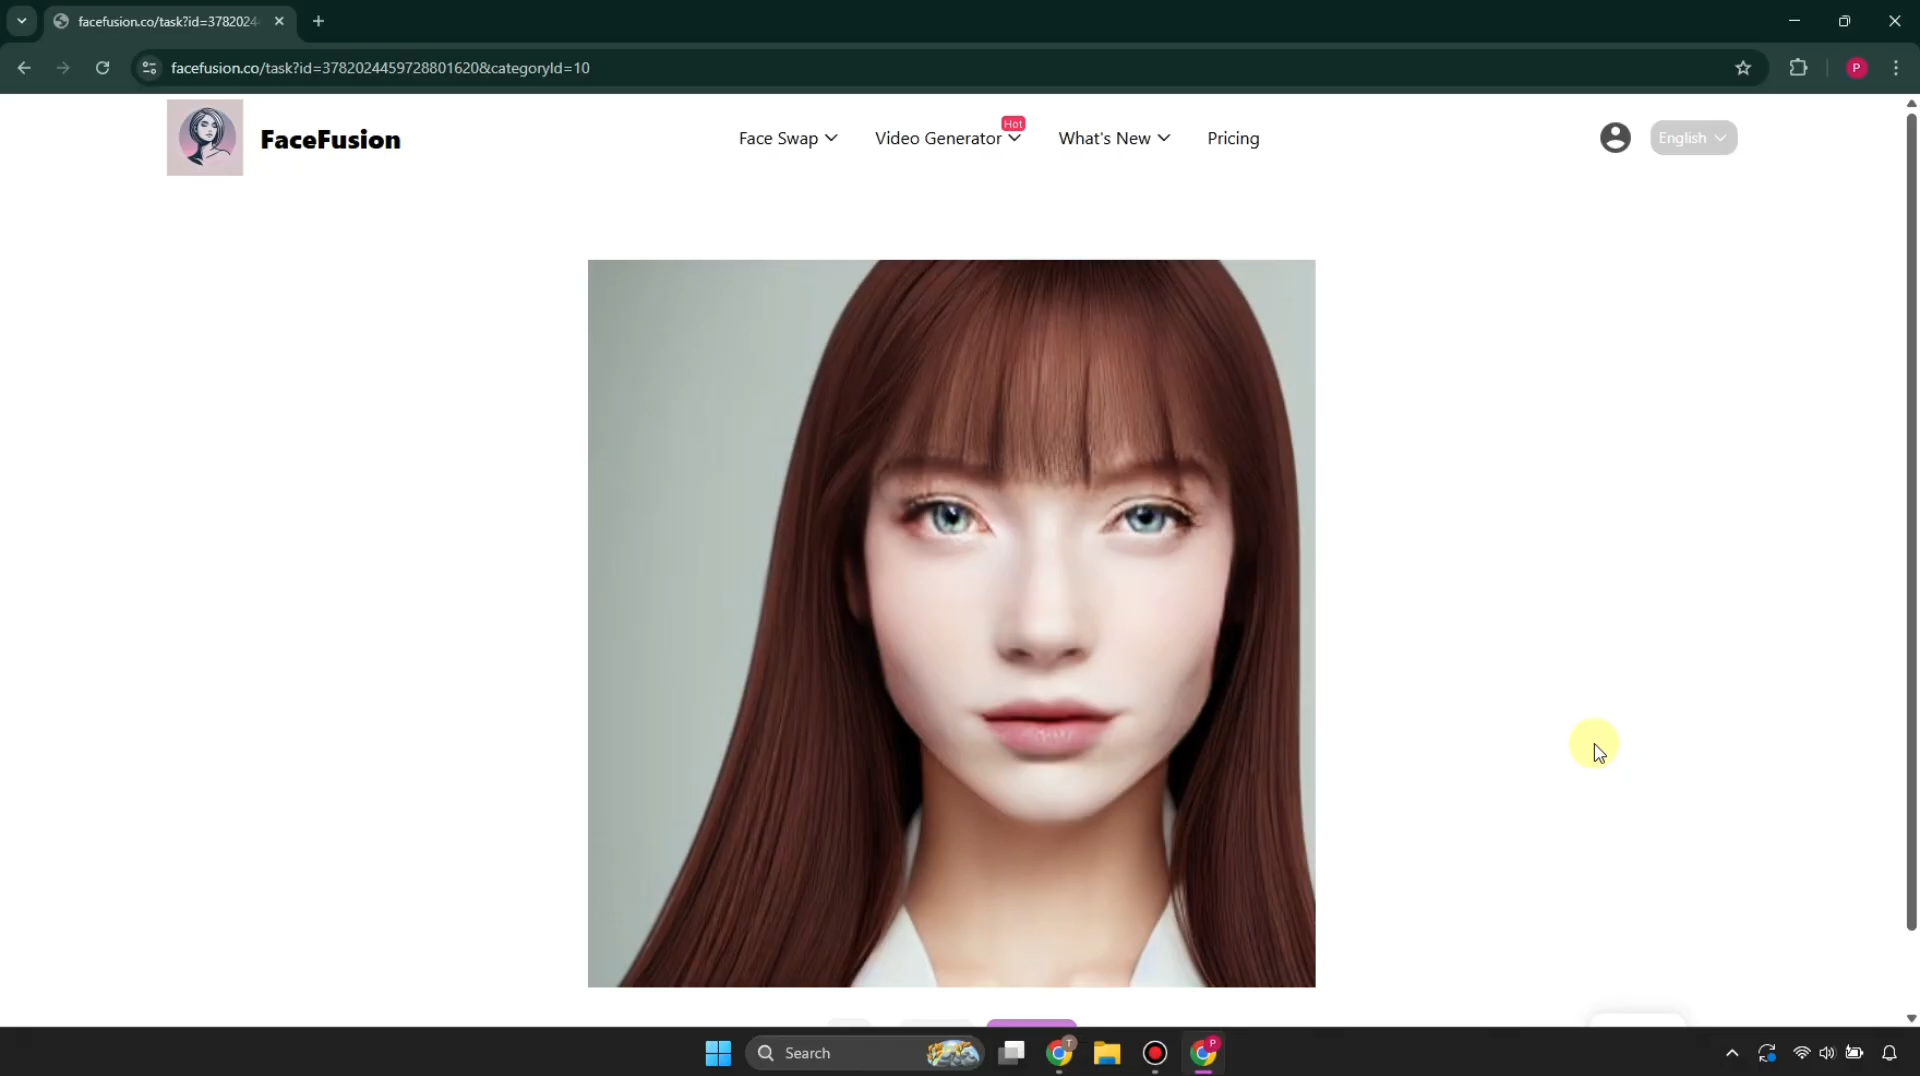 facefusion.co/task?id=3782024
facefusion.co/task?id=3782024459728801620&categoryId=10
P
FaceFusion
Face Swap
Video Generator
Hot
What's New
Pricing
English
Search
T
P